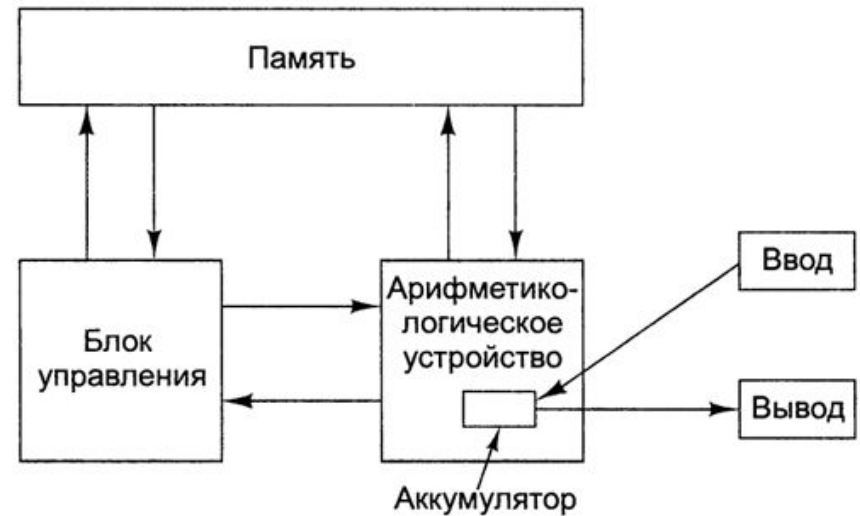 Память
Блок
управления
Арифметико-
логическое
устройство
Ввод
Вывод
Аккумулятор